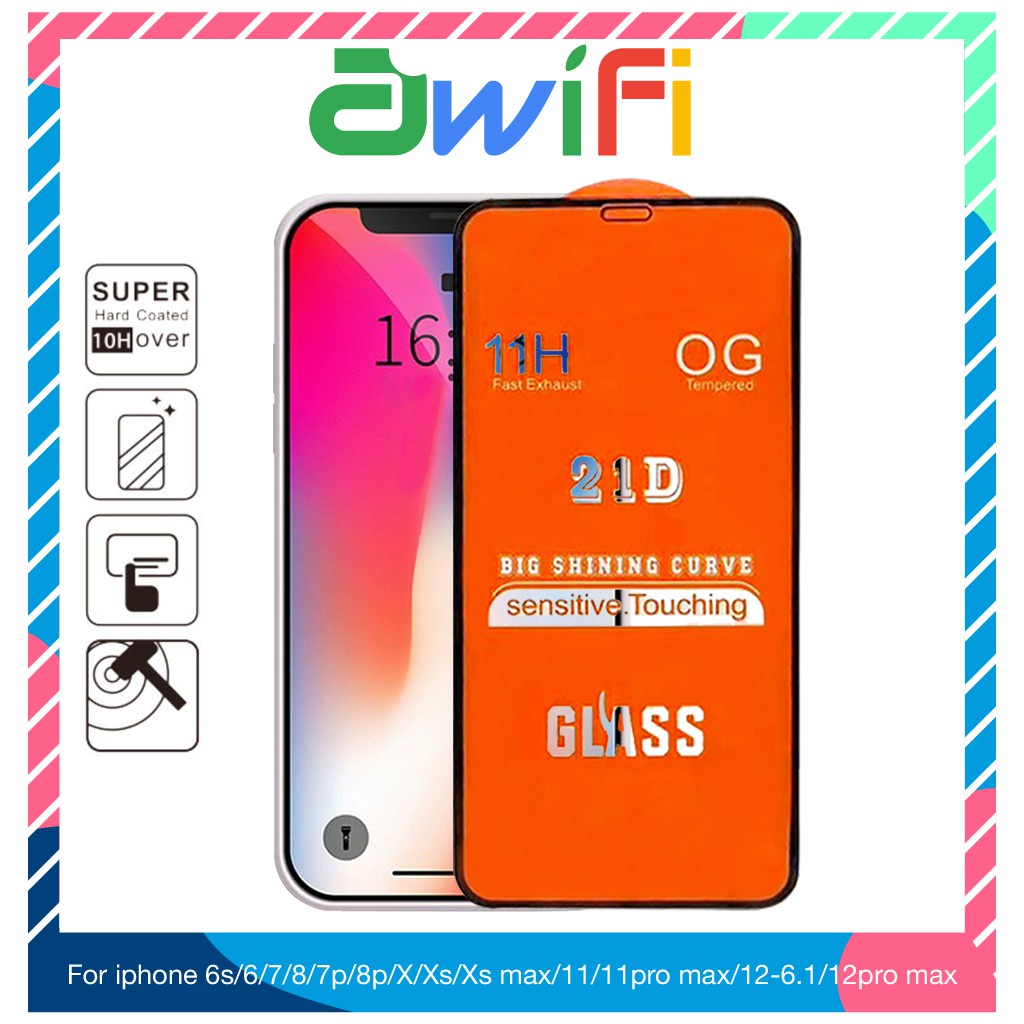 awifi
SUPER
Hard Coated
10H over
16:
11H
Fast Exhaust
OG
Tempered
21D
BIG SHINING CURVE
sensitive.Touching
GLASS
For iphone 6s/6/7/8/7p/8p/X/Xs/Xs max/11/11pro max/12-6.1/12pro max